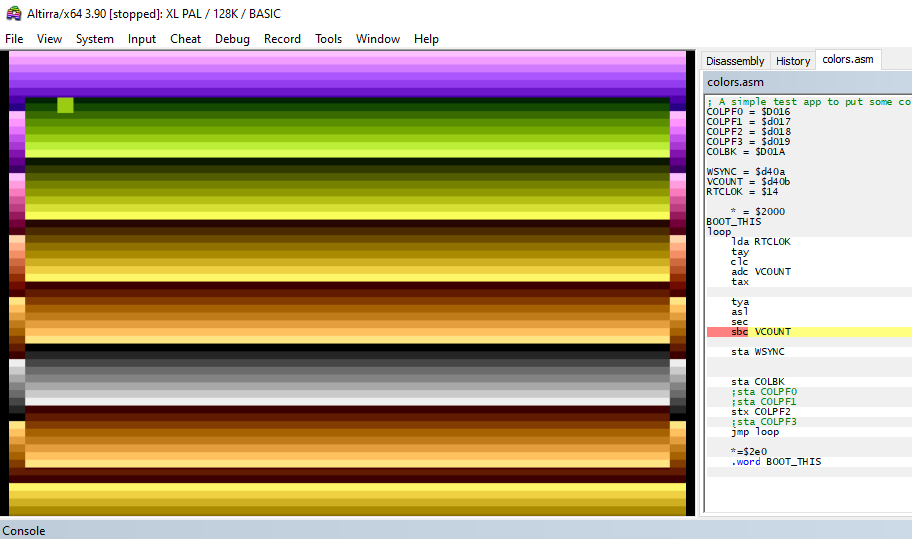 Altirra/x64 3.90 [stopped]: XL PAL / 128K / BASIC
File View System Input Cheat Debug Record Tools Window Help
Disassembly History colors.asm
colors.asm
; A simple test app to put some co
COLPF0 = $D016
COLPF1 = $d017
COLPF2 = $d018
COLPF3 = $d019
COLBK = $D01A
WSYNC = $d40a
VCOUNT = $d40b
RTCLOK = $14
* = $2000
BOOT_THIS
loop
lda RTCLOK
tay
clc
adc VCOUNT
tax
tya
asl
sec
sbc VCOUNT
sta WSYNC
sta COLBK
;sta COLPF0
;sta COLPF1
stx COLPF2
;sta COLPF3
jmp loop
*=$2e0
.word BOOT_THIS
Console